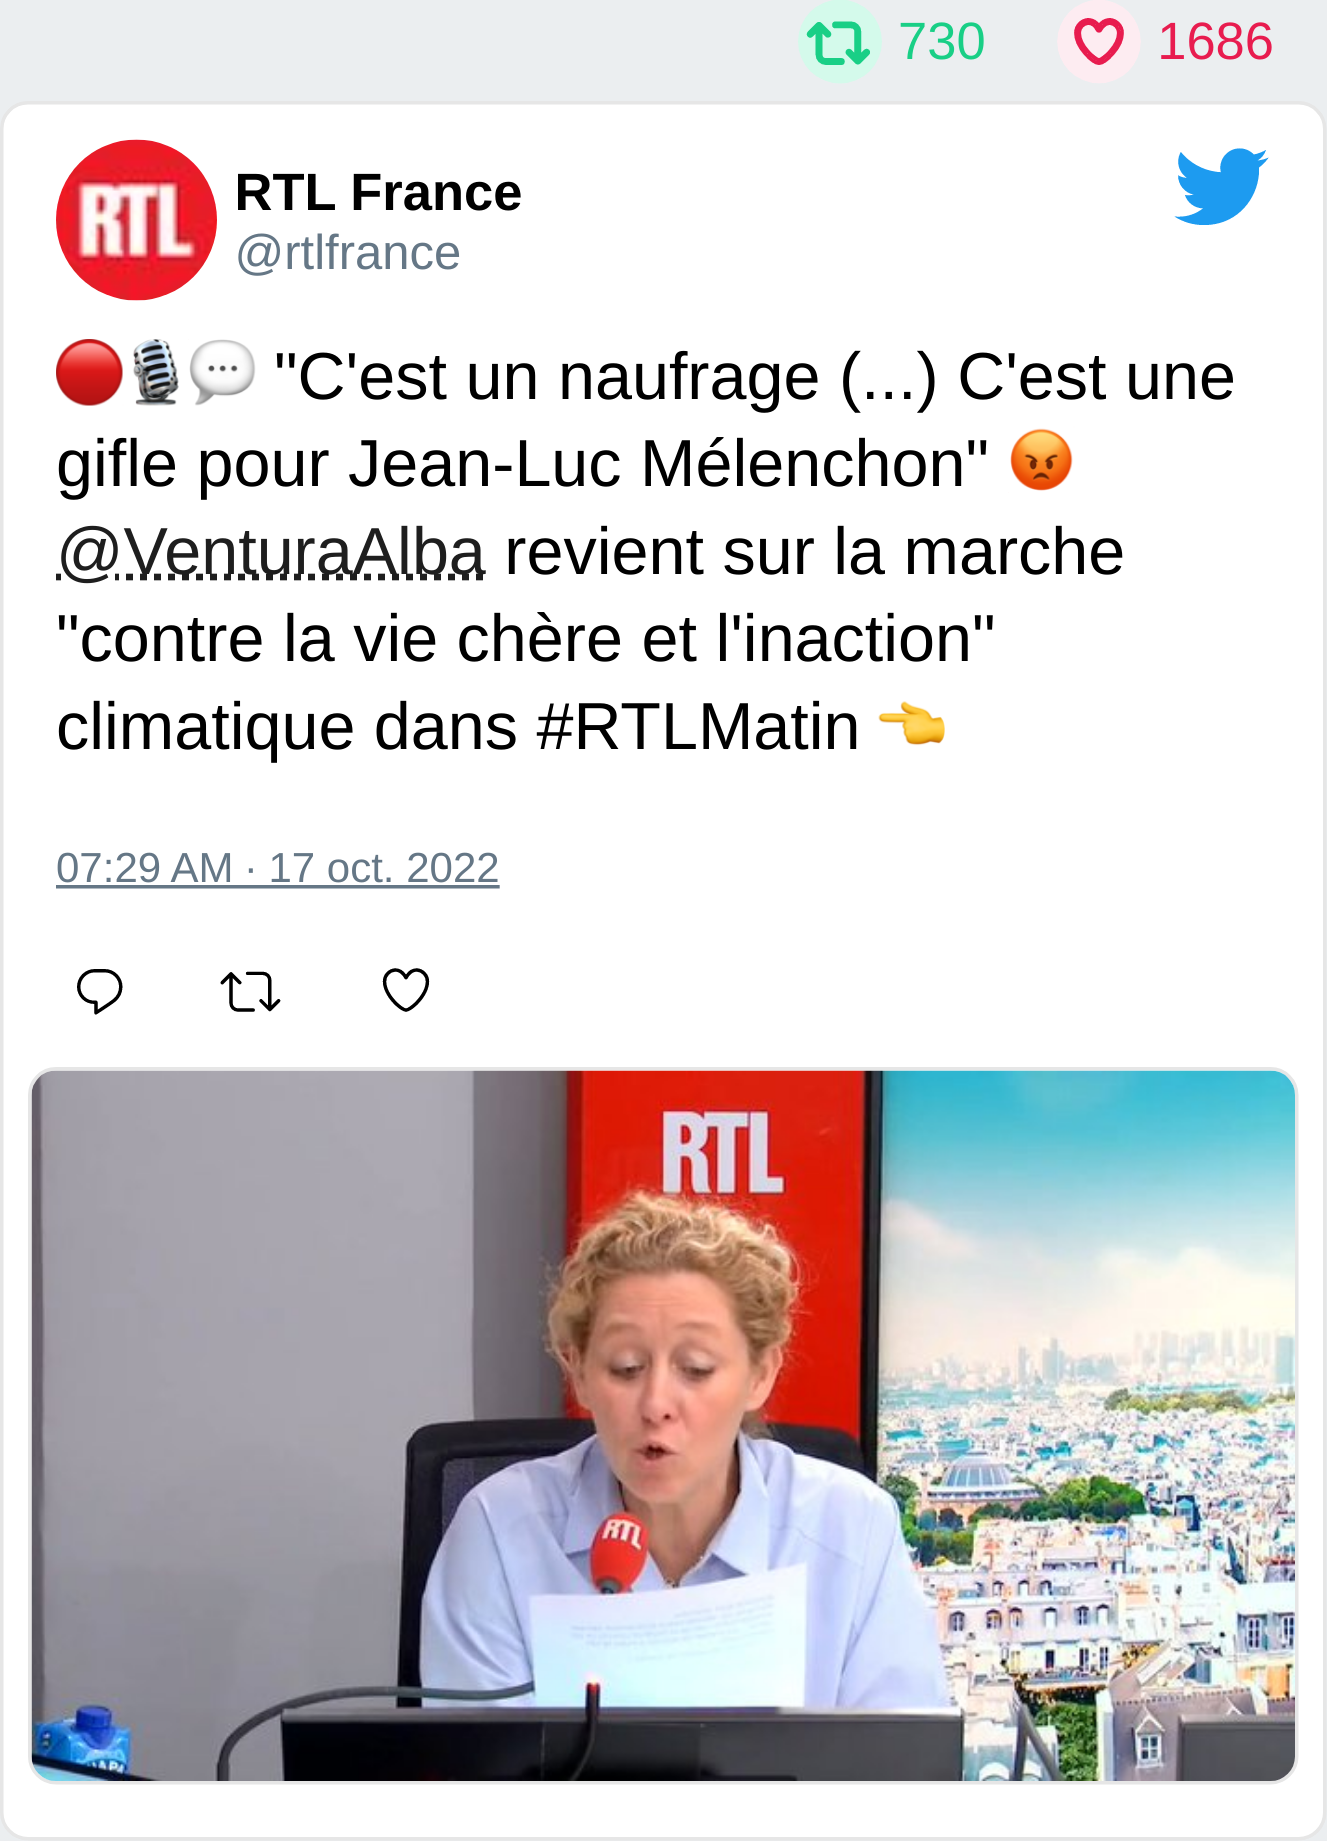 730 1686
RTL
RTL France
@rtlfrance
🔴🎙💬 "C'est un naufrage (...) C'est une
gifle pour Jean-Luc Mélenchon" 😡
@VenturaAlba revient sur la marche
"contre la vie chère et l'inaction"
climatique dans #RTLMatin 👈
07:29 AM · 17 oct. 2022
RTL
RTL